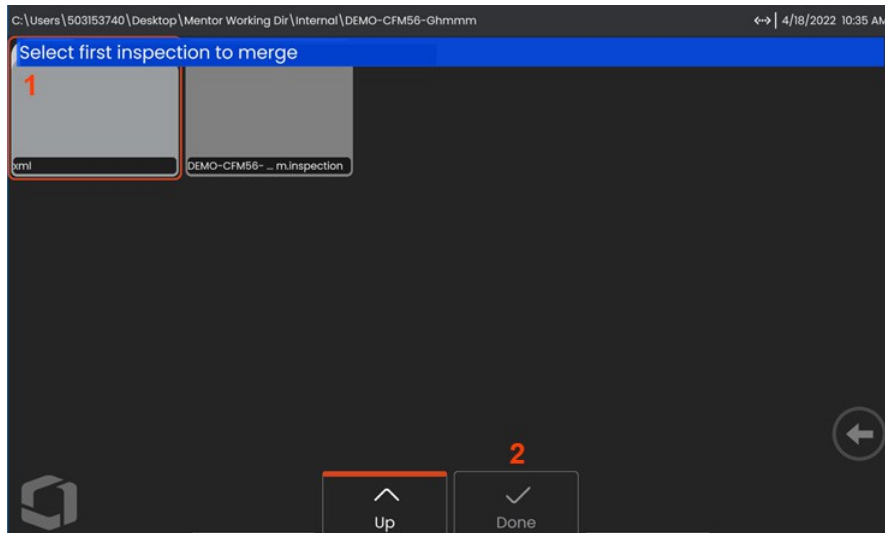 C:\Users\503153740\Desktop\Mentor Working Dir\Internal\DEMO-CFM56-Ghmmm
4/18/2022 10:35 AM
Select first inspection to merge
1
xml
DEMO-CFM56- ... m.inspection
2
Up
Done